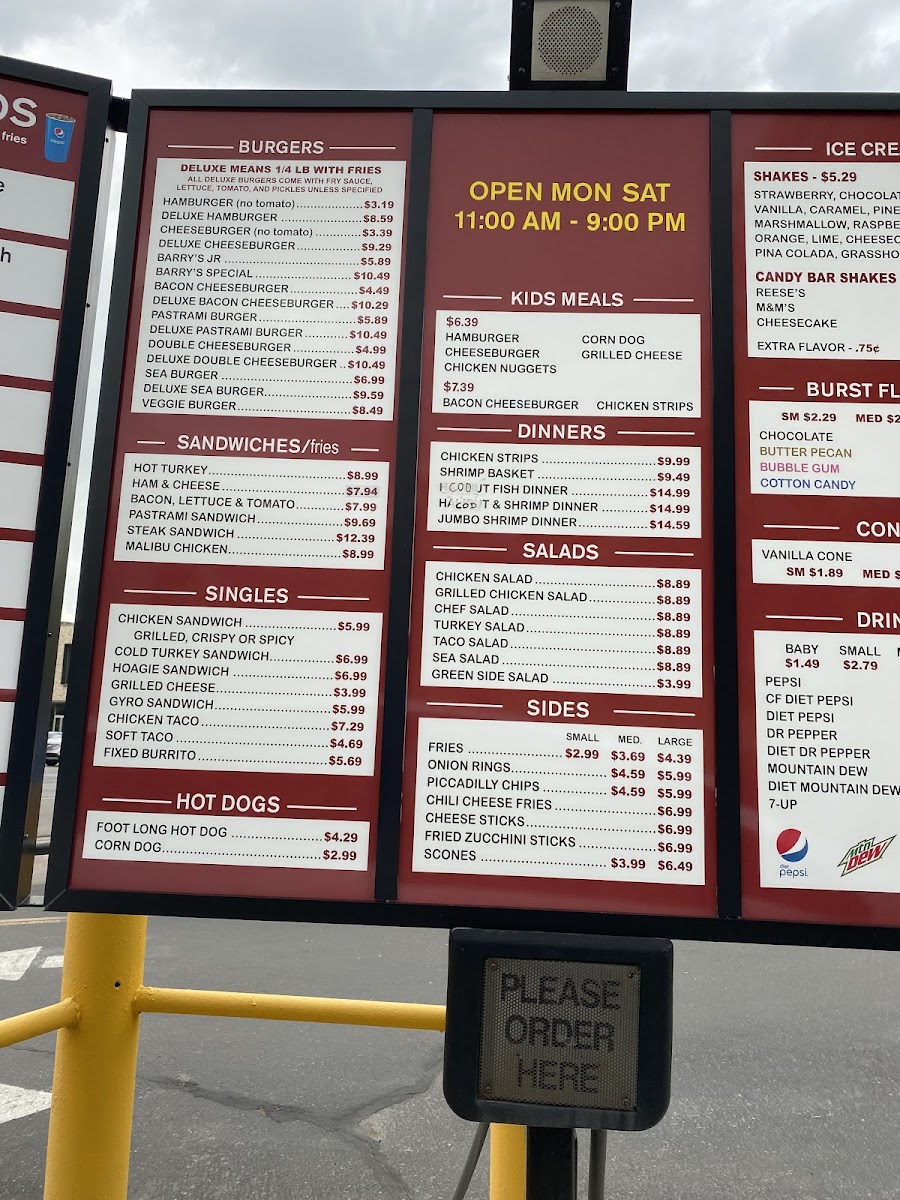 OS
fries
pepsi
e
h
BURGERS
DELUXE MEANS 1/4 LB WITH FRIES
ALL DELUXE BURGERS COME WITH FRY SAUCE,
LETTUCE, TOMATO, AND PICKLES UNLESS SPECIFIED
HAMBURGER (no tomato)....................$3.19
DELUXE HAMBURGER ....................$8.59
CHEESEBURGER (no tomato) ...............$3.39
DELUXE CHEESEBURGER..................$9.29
BARRY'S JR ..................................$5.89
BARRY'S SPECIAL ............................$10.49
BACON CHEESEBURGER....................$4.49
DELUXE BACON CHEESEBURGER ....$10.29
PASTRAMI BURGER.........................$5.89
DELUXE PASTRAMI BURGER ............$10.49
DOUBLE CHEESEBURGER................$4.99
DELUXE DOUBLE CHEESEBURGER ..$10.49
SEA BURGER ................................$6.99
DELUXE SEA BURGER......................$9.59
VEGGIE BURGER............................$8.49
SANDWICHES/fries
HOT TURKEY..................................$8.99
HAM & CHEESE ..............................$7.94
BACON, LETTUCE & TOMATO............$7.99
PASTRAMI SANDWICH......................$9.69
STEAK SANDWICH ..........................$12.39
MALIBU CHICKEN............................$8.99
SINGLES
CHICKEN SANDWICH ......................$5.99
GRILLED, CRISPY OR SPICY
COLD TURKEY SANDWICH................$6.99
HOAGIE SANDWICH ........................$6.99
GRILLED CHEESE............................$3.99
GYRO SANDWICH............................$5.99
CHICKEN TACO ..............................$7.29
SOFT TACO ....................................$4.69
FIXED BURRITO ..............................$5.69
HOT DOGS
FOOT LONG HOT DOG ....................$4.29
CORN DOG....................................$2.99
OPEN MON SAT
11:00 AM - 9:00 PM
KIDS MEALS
$6.39
HAMBURGER CORN DOG
CHEESEBURGER GRILLED CHEESE
CHICKEN NUGGETS
$7.39
BACON CHEESEBURGER CHICKEN STRIPS
DINNERS
CHICKEN STRIPS ............................$9.99
SHRIMP BASKET ............................$9.49
COD UT FISH DINNER ....................$14.99
HA COD T & SHRIMP DINNER ............$14.99
JUMBO SHRIMP DINNER..................$14.59
SALADS
CHICKEN SALAD ............................$8.89
GRILLED CHICKEN SALAD................$8.89
CHEF SALAD..................................$8.89
TURKEY SALAD..............................$8.89
TACO SALAD..................................$8.89
SEA SALAD ....................................$8.89
GREEN SIDE SALAD ........................$3.99
SIDES
SMALL MED. LARGE
FRIES ....................$2.99 $3.69 $4.39
ONION RINGS....................$4.59 $5.99
PICCADILLY CHIPS ..............$4.59 $5.99
CHILI CHEESE FRIES......................$6.99
CHEESE STICKS............................$6.99
FRIED ZUCCHINI STICKS ................$6.99
SCONES ........................$3.99 $6.49
ICE CRE
SHAKES - $5.29
STRAWBERRY, CHOCOLAT
VANILLA, CARAMEL, PINE
MARSHMALLOW, RASPBE
ORANGE, LIME, CHEESEC
PINA COLADA, GRASSHO
CANDY BAR SHAKES
REESE'S
M&M'S
CHEESECAKE
EXTRA FLAVOR - .75¢
BURST FL
SM $2.29 MED $2
CHOCOLATE
BUTTER PECAN
BUBBLE GUM
COTTON CANDY
CON
VANILLA CONE
SM $1.89 MED $
DRIN
BABY SMALL
$1.49 $2.79
PEPSI
CF DIET PEPSI
DIET PEPSI
DR PEPPER
DIET DR PEPPER
MOUNTAIN DEW
DIET MOUNTAIN DEW
7-UP
diet
pepsi
Mtn
DEW
PLEASE
ORDER
HERE